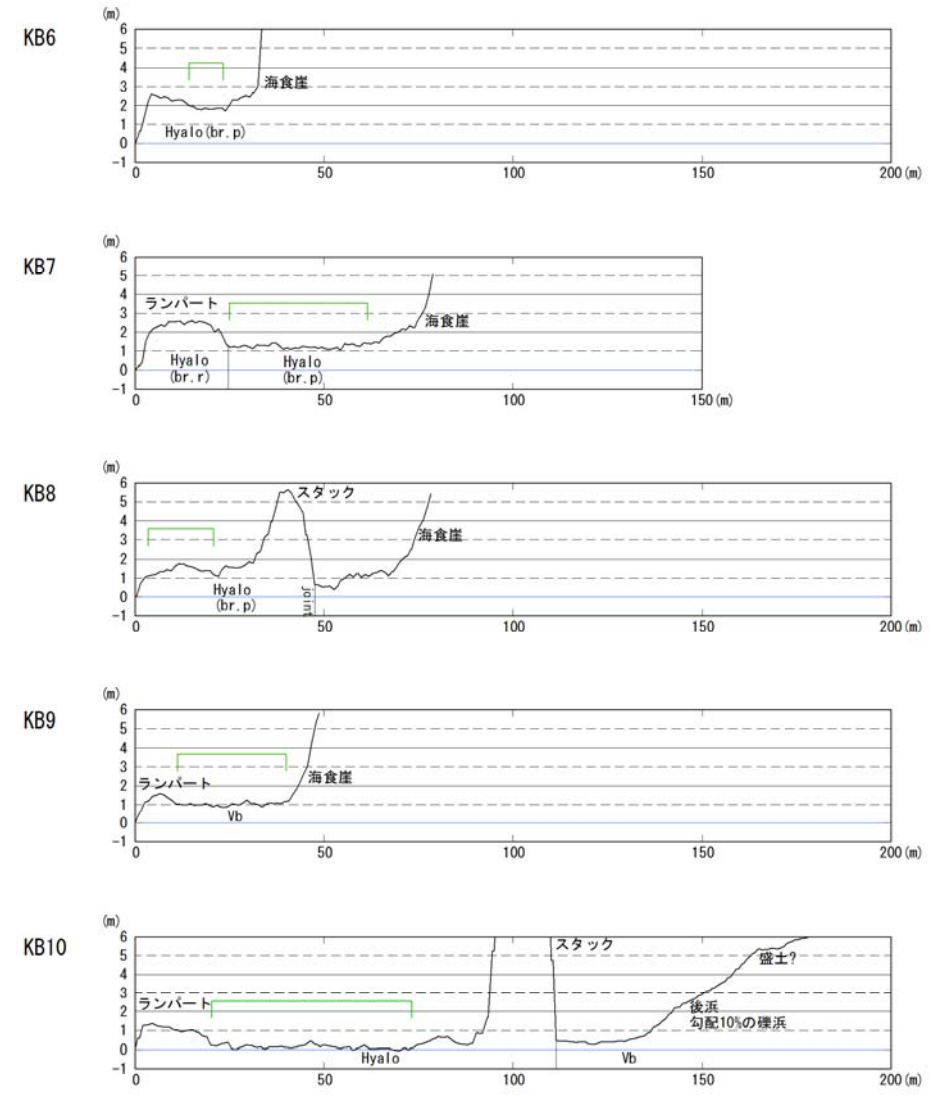 (m)
KB6
6
5
4
3
2
1
0
-1
海食崖
Hyalo(br.p)
0
50
100
150
200(m)
(m)
KB7
6
5
4
3
2
1
0
-1
ランパート
海食崖
Hyalo
(br.r)
Hyalo
(br.p)
0
50
100
150(m)
(m)
KB8
6
5
4
3
2
1
0
-1
スタック
海食崖
Hyalo
(br.p)
joint
0
50
100
150
200(m)
(m)
KB9
6
5
4
3
2
1
0
-1
ランパート
海食崖
Vb
0
50
100
150
200(m)
(m)
KB10
6
5
4
3
2
1
0
-1
スタック
盛土?
ランパート
後浜
勾配10%の礫浜
Hyalo
Vb
0
50
100
150
200(m)